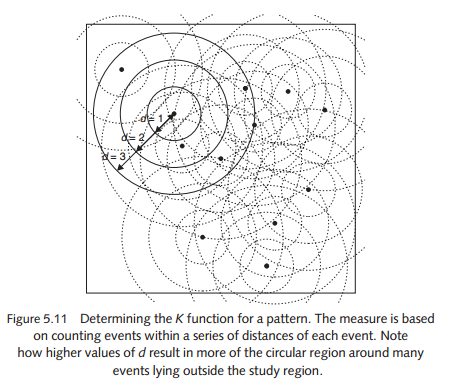 d= 1
d= 2
d= 3
Figure 5.11 Determining the K function for a pattern. The measure is based
on counting events within a series of distances of each event. Note
how higher values of d result in more of the circular region around many
events lying outside the study region.